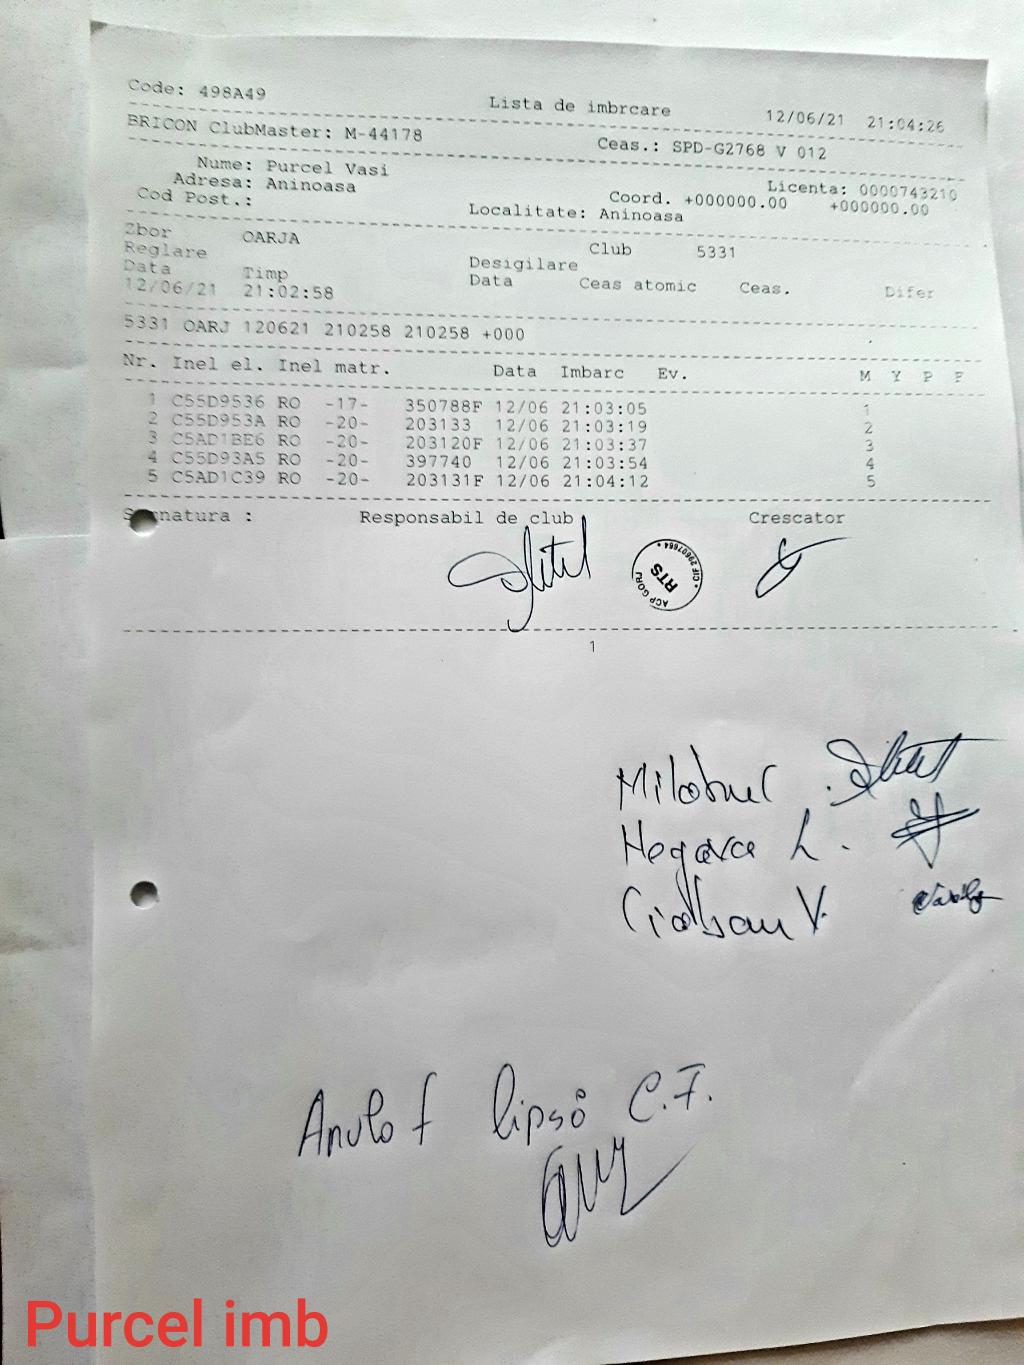 Code: 498A49 Lista de imbrcare 12/06/21 21:04:26
BRICON ClubMaster: M-44178 Ceas.: SPD-G2768 V 012
Nume: Purcel Vasi Licenta: 0000743210
Adresa: Aninoasa Coord. +000000.00 +000000.00
Cod Post.: Localitate: Aninoasa
Zbor OARJA Club 5331
Reglare Desigilare
Data Timp Data Ceas atomic Ceas. Difer
12/06/21 21:02:58
5331 OARJ 120621 210258 210258 +000
Nr. Inel el. Inel matr. Data Imbarc Ev. M Y P F
1 C55D9536 RO -17- 350788F 12/06 21:03:05 1
2 C55D953A RO -20- 203133 12/06 21:03:19 2
3 C5AD1BE6 RO -20- 203120F 12/06 21:03:37 3
4 C55D93A5 RO -20- 397740 12/06 21:03:54 4
5 C5AD1C39 RO -20- 203131F 12/06 21:04:12 5
Responsabil de club Crescator
ACP GORJ RTS CIF 29607664
1
L.
V.
lipsă C.F.
Purcel imb